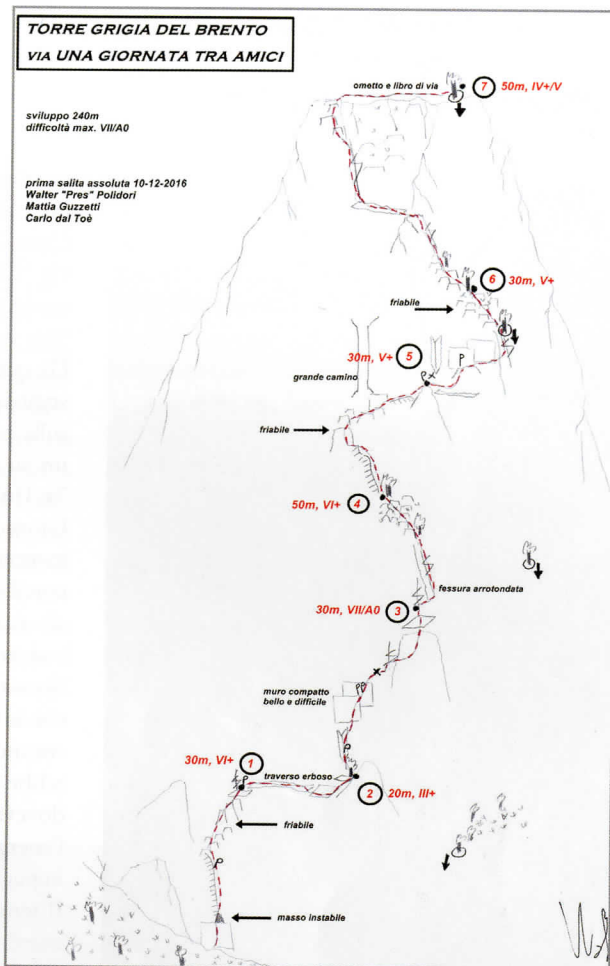 TORRE GRIGIA DEL BRENTO
VIA UNA GIORNATA TRA AMICI
sviluppo 240m
difficoltà max. VII/A0
prima salita assoluta 10-12-2016
Walter "Pres" Polidori
Mattia Guzzetti
Carlo dal Toè
ometto e libro di via
7 50m, IV+/V
6 30m, V+
friabile
30m, V+ 5
P
P
grande camino
friabile
50m, VI+ 4
fessura arrotondata
30m, VII/A0 3
muro compatto
bello e difficile
PP
P
30m, VI+ 1
P
traverso erboso
2 20m, III+
friabile
P
masso instabile